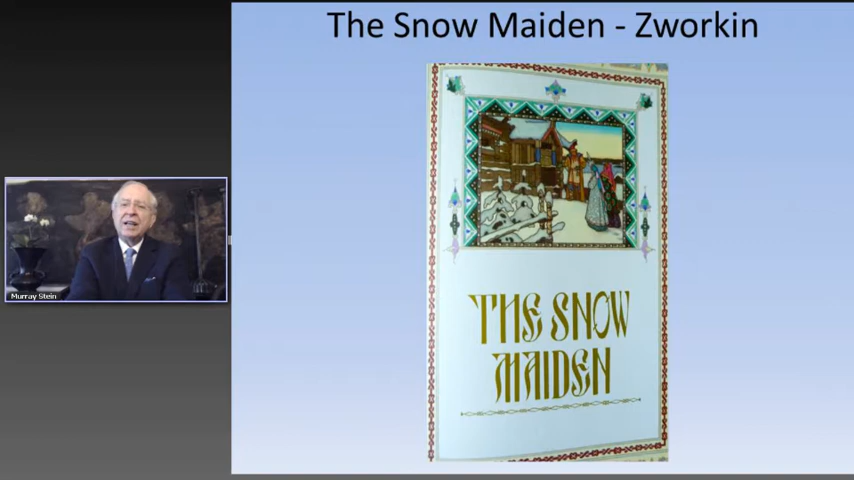 The Snow Maiden - Zworkin
THE SNOW
MAIDEN
Murray Stein